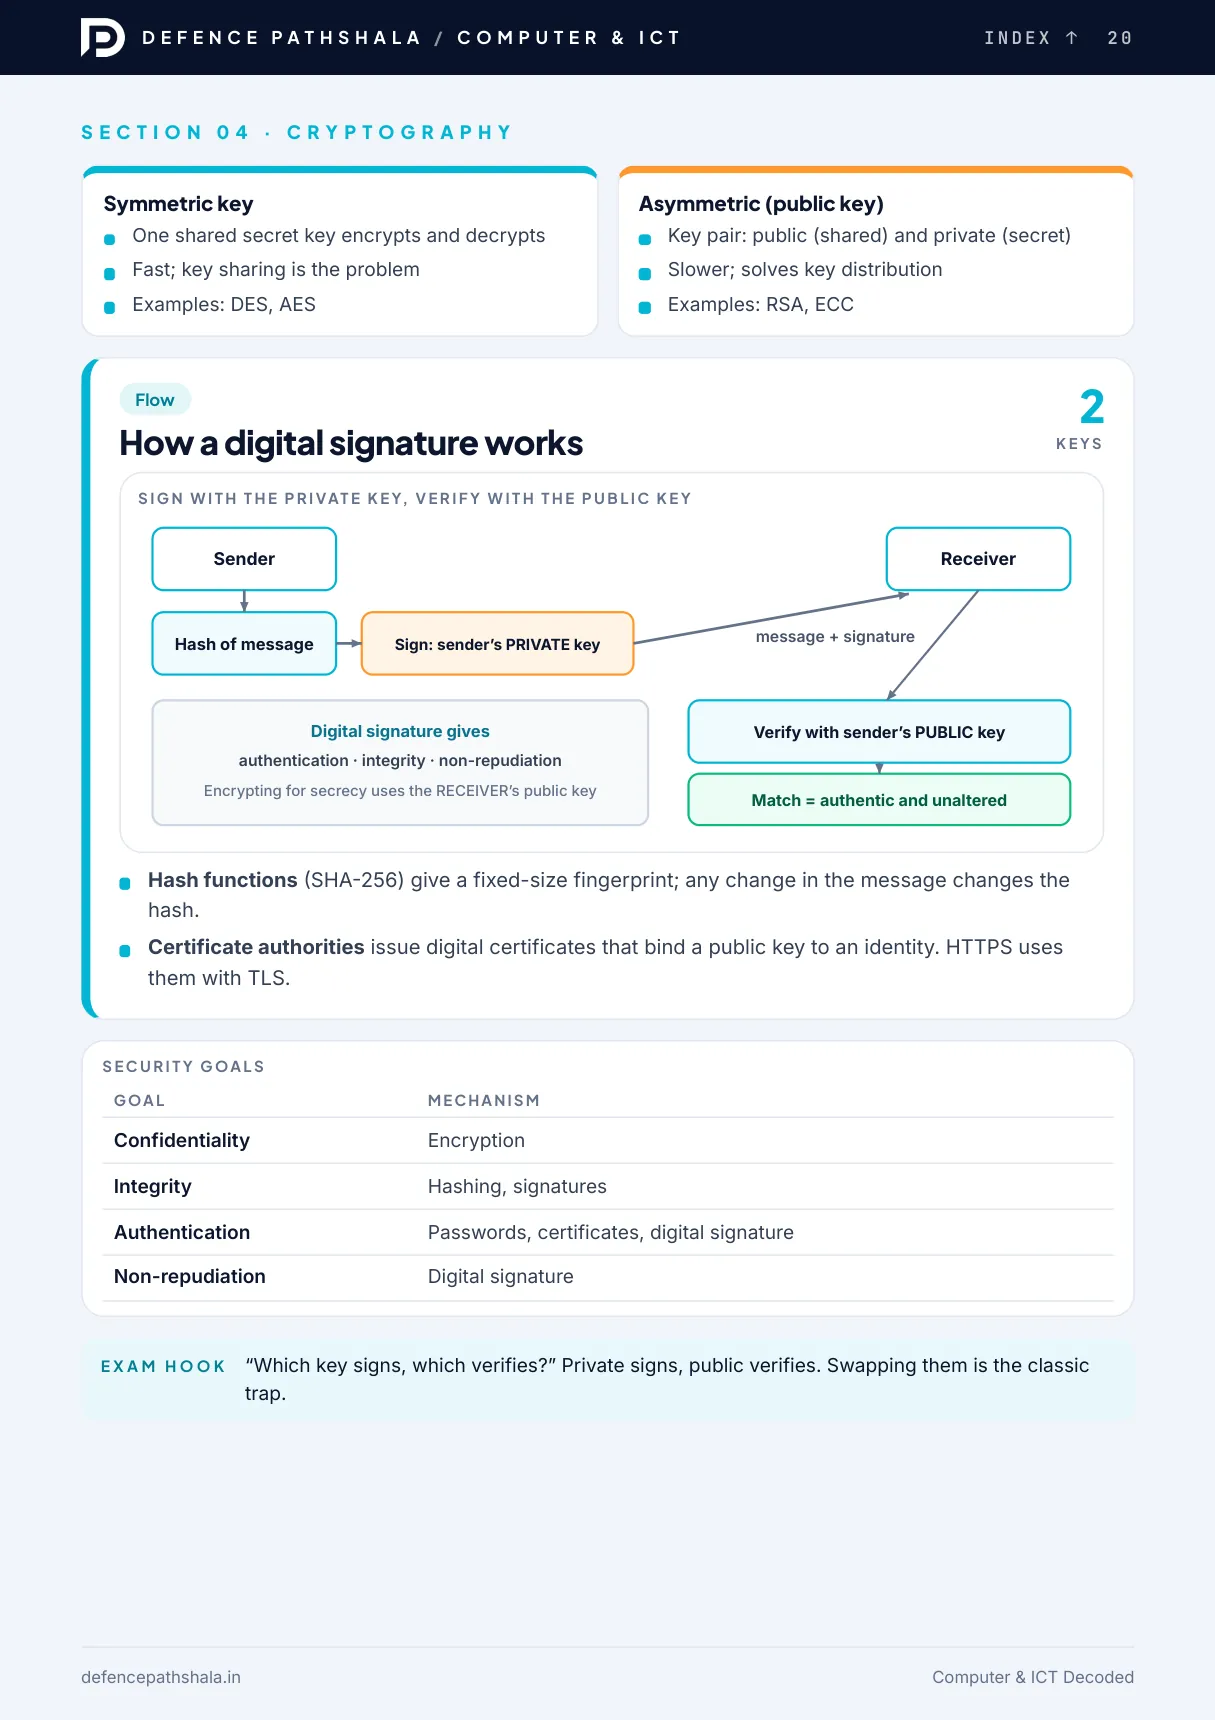 DEFENCE PATHSHALA / COMPUTER & ICT
INDEX ↑ 20
SECTION 04 · CRYPTOGRAPHY
Symmetric key
One shared secret key encrypts and decrypts
Fast; key sharing is the problem
Examples: DES, AES
Asymmetric (public key)
Key pair: public (shared) and private (secret)
Slower; solves key distribution
Examples: RSA, ECC
Flow
How a digital signature works
2
KEYS
SIGN WITH THE PRIVATE KEY, VERIFY WITH THE PUBLIC KEY
Sender
Receiver
Hash of message
Sign: sender’s PRIVATE key
message + signature
Digital signature gives
authentication · integrity · non-repudiation
Encrypting for secrecy uses the RECEIVER’s public key
Verify with sender’s PUBLIC key
Match = authentic and unaltered
Hash functions (SHA-256) give a fixed-size fingerprint; any change in the message changes the
hash.
Certificate authorities issue digital certificates that bind a public key to an identity. HTTPS uses
them with TLS.
SECURITY GOALS
GOAL MECHANISM
Confidentiality Encryption
Integrity Hashing, signatures
Authentication Passwords, certificates, digital signature
Non-repudiation Digital signature
EXAM HOOK “Which key signs, which verifies?” Private signs, public verifies. Swapping them is the classic
trap.
defencepathshala.in
Computer & ICT Decoded